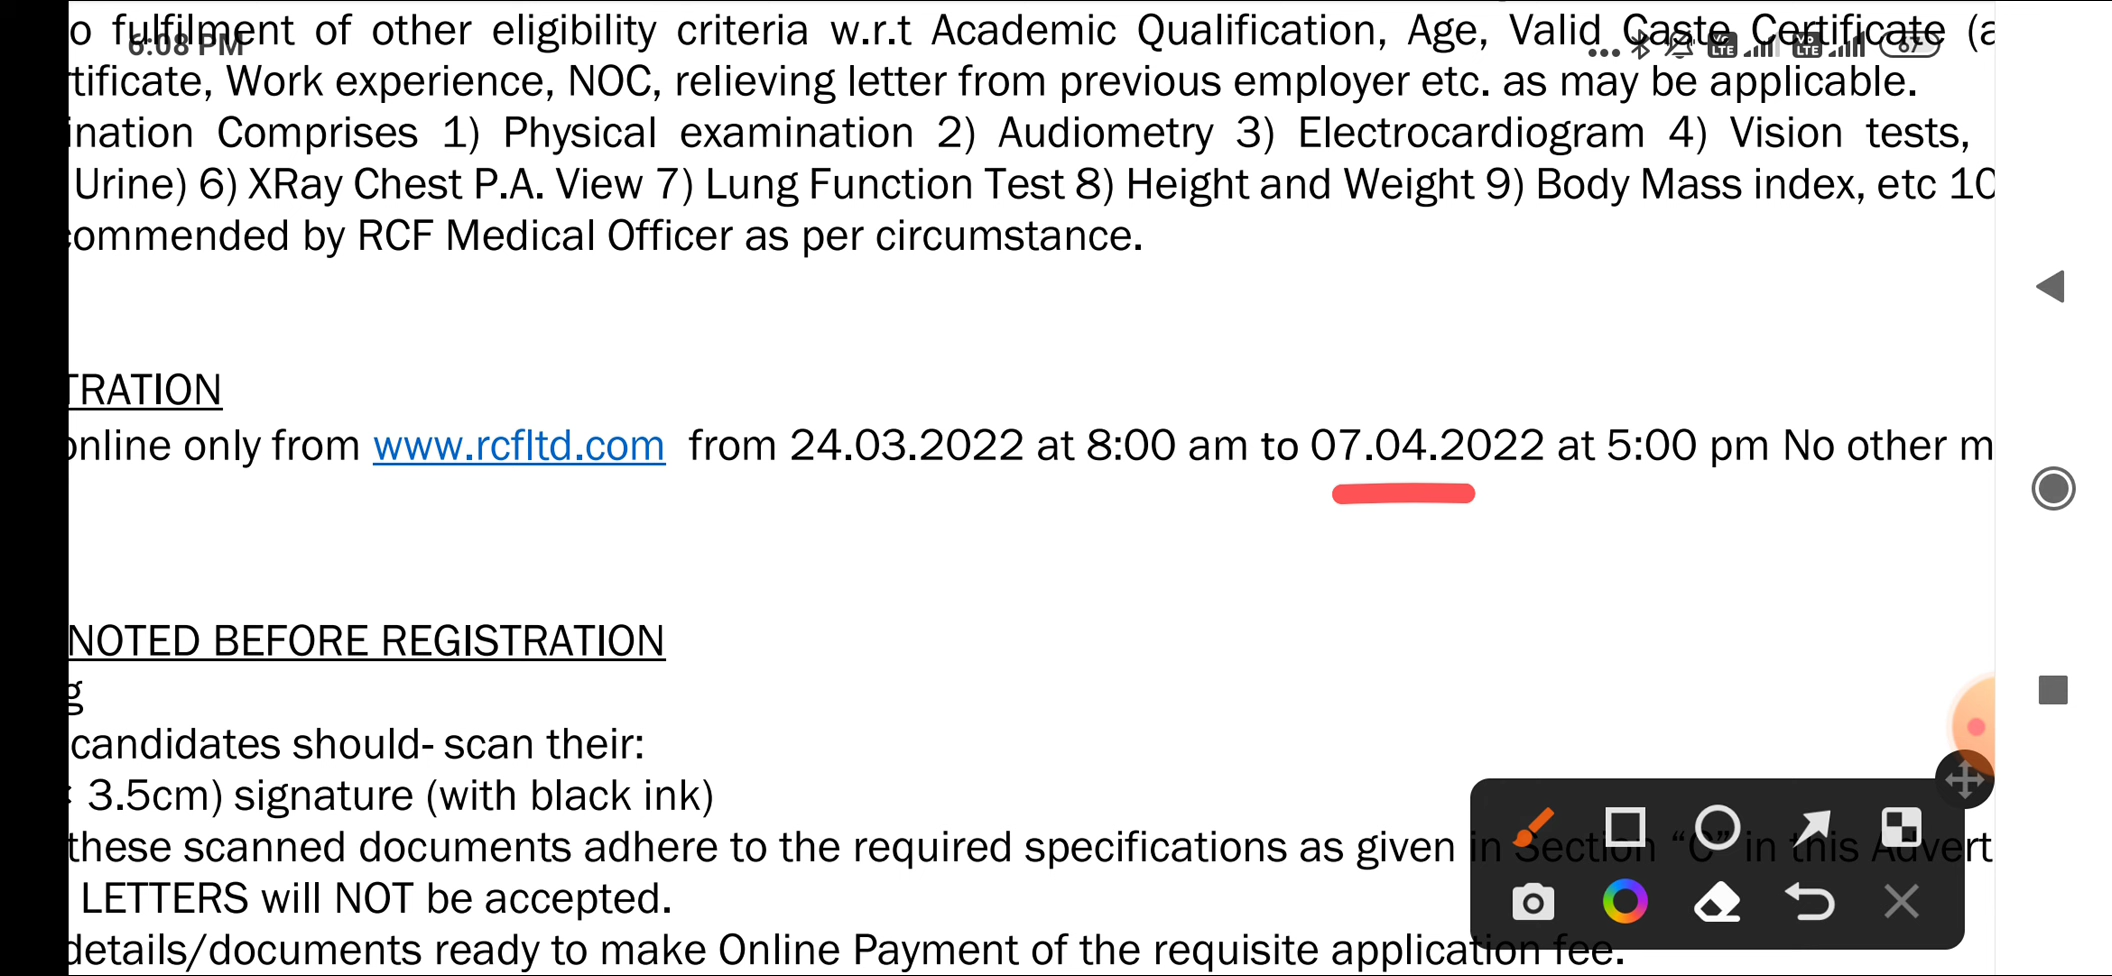 o fulfilment of other eligibility criteria w.r.t Academic Qualification, Age, Valid Caste Certificate (a
6:08 PM
67
tificate, Work experience, NOC, relieving letter from previous employer etc. as may be applicable.
ination Comprises 1) Physical examination 2) Audiometry 3) Electrocardiogram 4) Vision tests,
Urine) 6) XRay Chest P.A. View 7) Lung Function Test 8) Height and Weight 9) Body Mass index, etc 10
commended by RCF Medical Officer as per circumstance.
TRATION
online only from www.rcfltd.com from 24.03.2022 at 8:00 am to 07.04.2022 at 5:00 pm No other m
NOTED BEFORE REGISTRATION
g
candidates should- scan their:
3.5cm) signature (with black ink)
these scanned documents adhere to the required specifications as given in Section “C” in this Advert
LETTERS will NOT be accepted.
details/documents ready to make Online Payment of the requisite application fee.